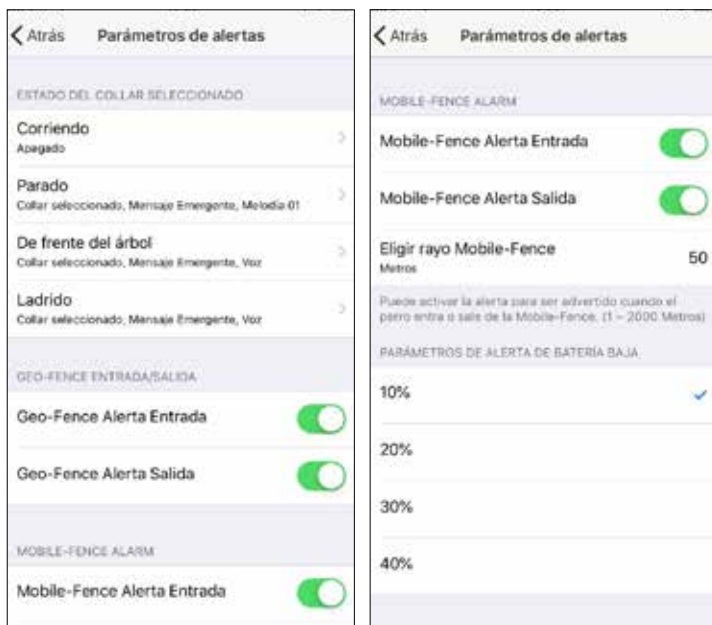 Atrás Parámetros de alertas
ESTADO DEL COLLAR SELECCIONADO
Corriendo
Apagado
Parado
Collar seleccionado, Mensaje Emergente, Melodía 01
De frente del árbol
Collar seleccionado, Mensaje Emergente, Voz
Ladrido
Collar seleccionado, Mensaje Emergente, Voz
GEO-FENCE ENTRADA/SALIDA
Geo-Fence Alerta Entrada
Geo-Fence Alerta Salida
MOBILE-FENCE ALARM
Mobile-Fence Alerta Entrada
Atrás Parámetros de alertas
MOBILE-FENCE ALARM
Mobile-Fence Alerta Entrada
Mobile-Fence Alerta Salida
Eligir rayo Mobile-Fence 50
Metros
Puede activar la alerta para ser advertido cuando el
perro entra o sale de la Mobile-Fence. (1 – 2000 Metros)
PARÁMETROS DE ALERTA DE BATERÍA BAJA
10%
20%
30%
40%